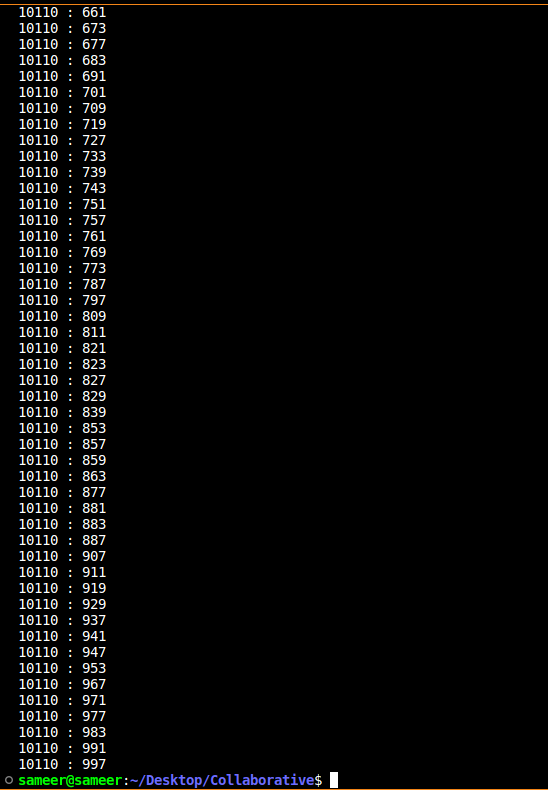 10110 : 661
10110 : 673
10110 : 677
10110 : 683
10110 : 691
10110 : 701
10110 : 709
10110 : 719
10110 : 727
10110 : 733
10110 : 739
10110 : 743
10110 : 751
10110 : 757
10110 : 761
10110 : 769
10110 : 773
10110 : 787
10110 : 797
10110 : 809
10110 : 811
10110 : 821
10110 : 823
10110 : 827
10110 : 829
10110 : 839
10110 : 853
10110 : 857
10110 : 859
10110 : 863
10110 : 877
10110 : 881
10110 : 883
10110 : 887
10110 : 907
10110 : 911
10110 : 919
10110 : 929
10110 : 937
10110 : 941
10110 : 947
10110 : 953
10110 : 967
10110 : 971
10110 : 977
10110 : 983
10110 : 991
10110 : 997
sameer@sameer:~/Desktop/Collaborative$